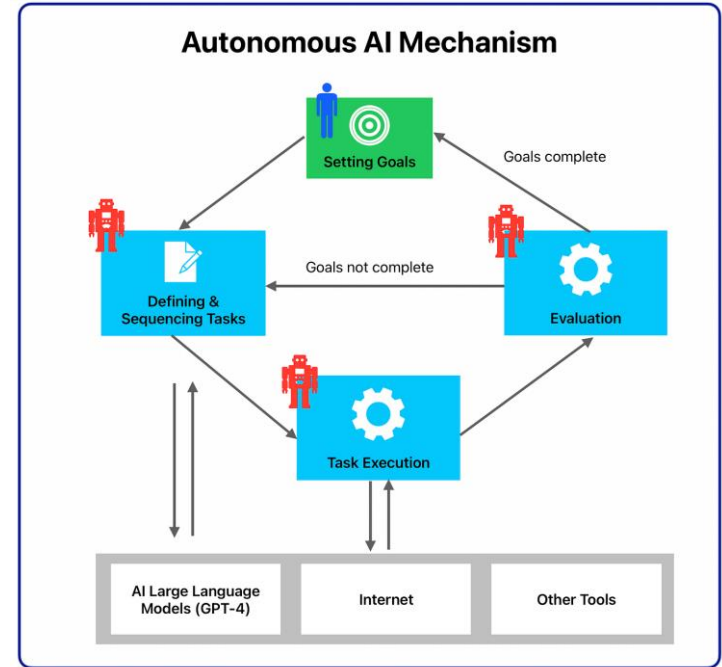 Autonomous AI Mechanism
Setting Goals
Goals complete
Defining &
Sequencing Tasks
Goals not complete
Evaluation
Task Execution
AI Large Language
Models (GPT-4)
Internet
Other Tools